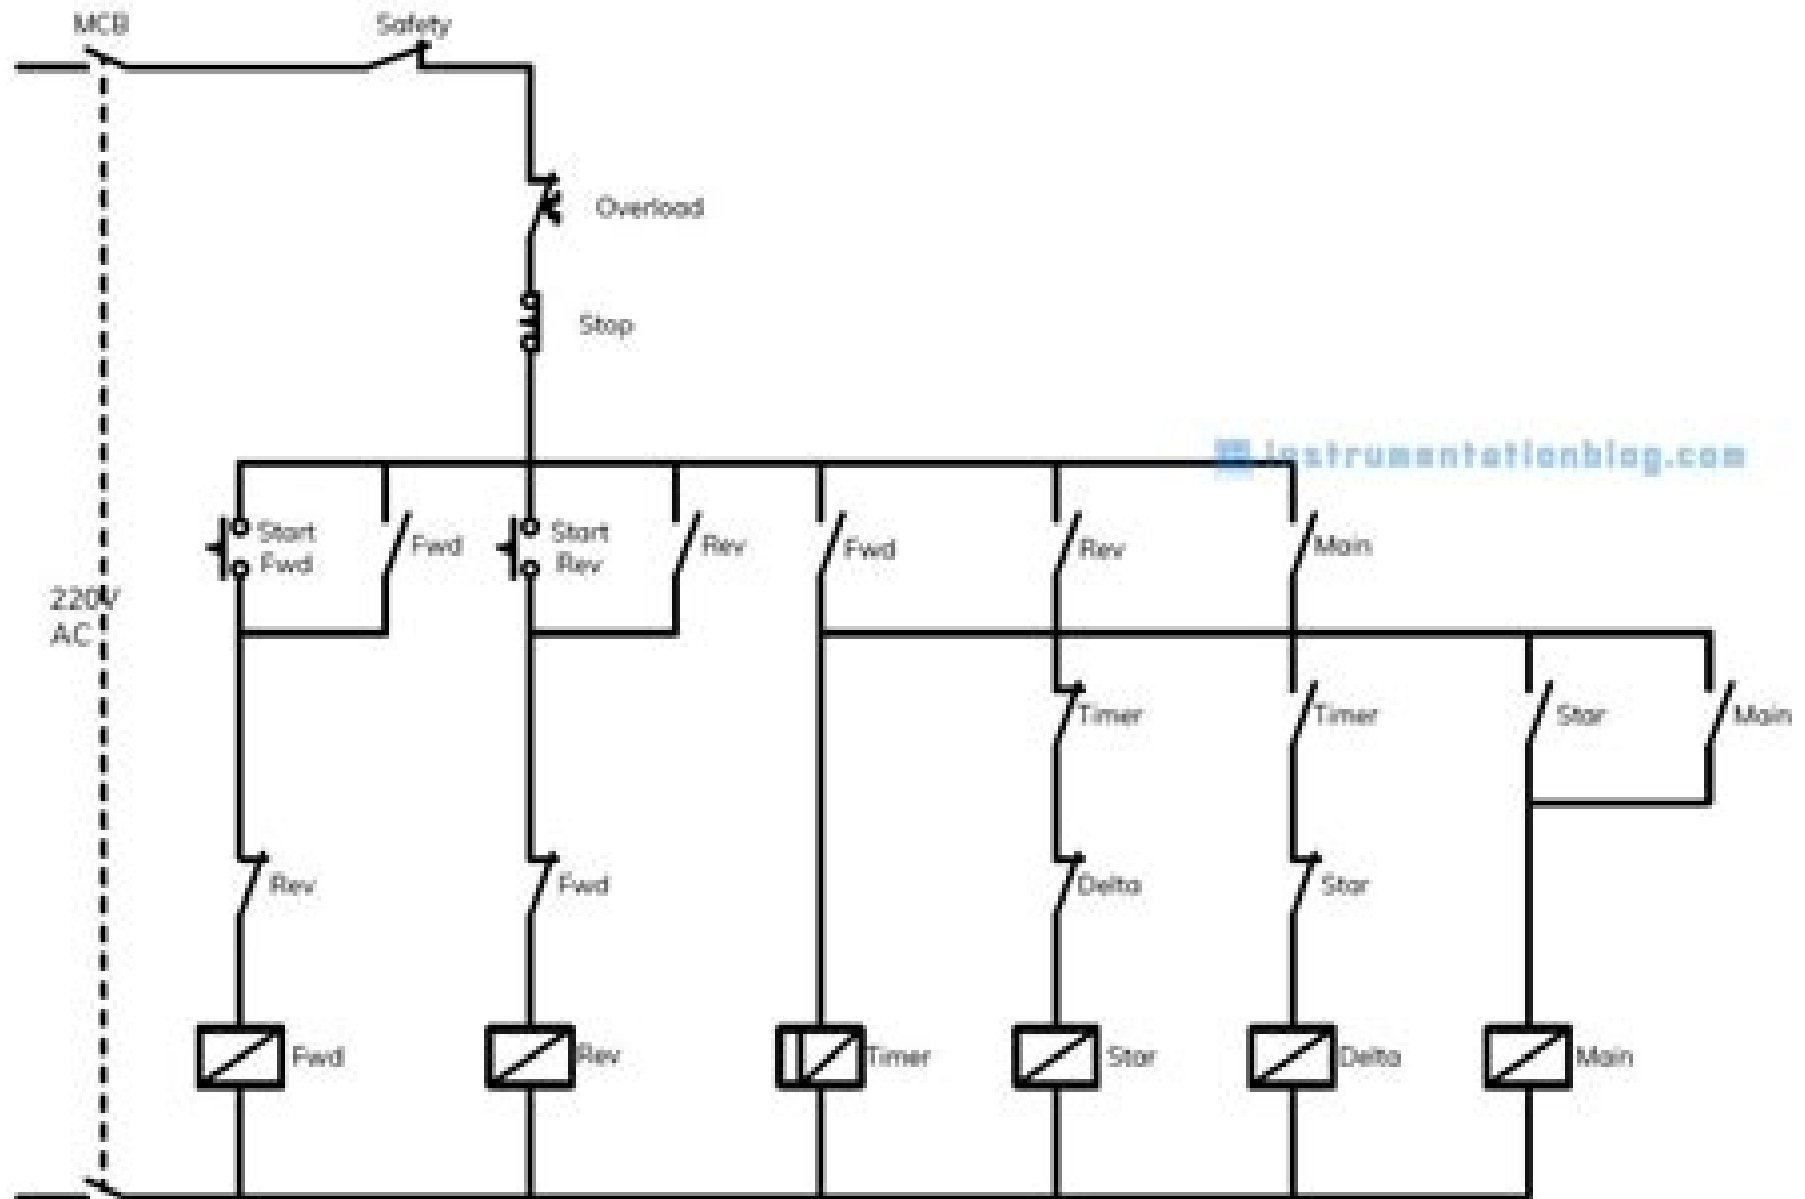 MCB
Safety
Overload
Stop
instrumentationblog.com
Start
Fwd
Fwd
Start
Rev
Rev
Fwd
Rev
Main
220V
AC
Timer
Timer
Star
Main
Rev
Fwd
Delta
Star
Fwd
Rev
Timer
Star
Delta
Main